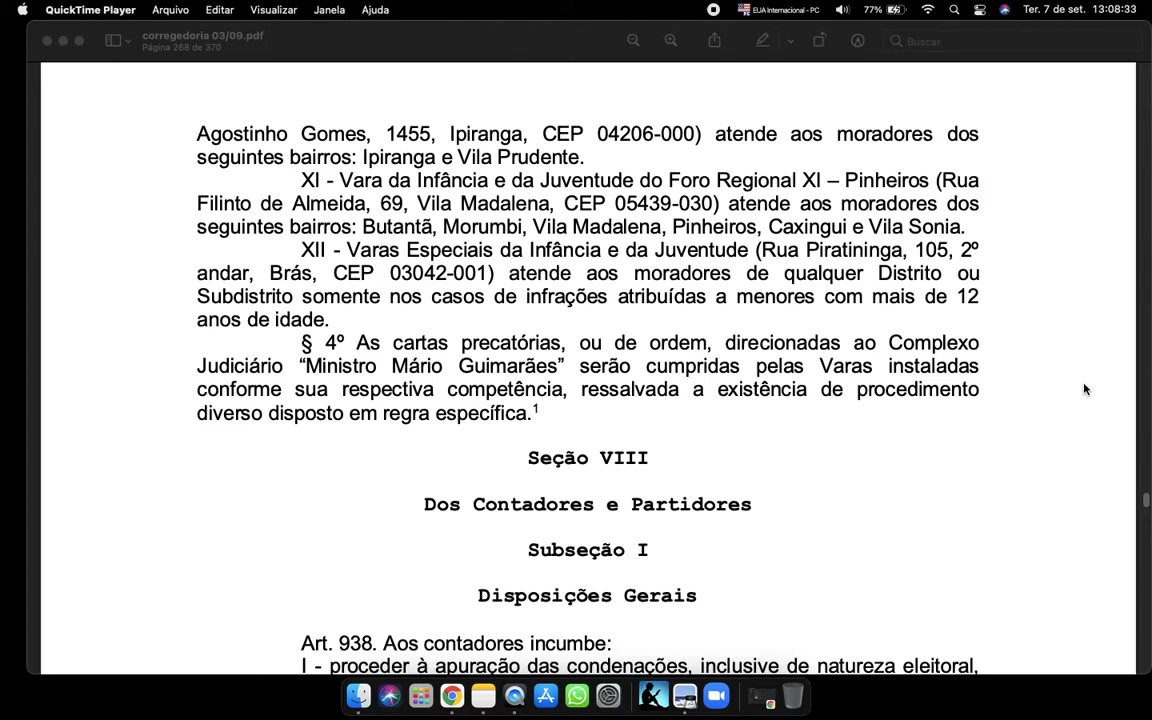 QuickTime Player Arquivo Editar Visualizar Janela Ajuda EUA Internacional - PC 77% Ter. 7 de set. 13:08:33
corregedoria 03/09.pdf
Página 268 de 370
Buscar
Agostinho Gomes, 1455, Ipiranga, CEP 04206-000) atende aos moradores dos
seguintes bairros: Ipiranga e Vila Prudente.
XI - Vara da Infância e da Juventude do Foro Regional XI – Pinheiros (Rua
Filinto de Almeida, 69, Vila Madalena, CEP 05439-030) atende aos moradores dos
seguintes bairros: Butantã, Morumbi, Vila Madalena, Pinheiros, Caxingui e Vila Sonia.
XII - Varas Especiais da Infância e da Juventude (Rua Piratininga, 105, 2º
andar, Brás, CEP 03042-001) atende aos moradores de qualquer Distrito ou
Subdistrito somente nos casos de infrações atribuídas a menores com mais de 12
anos de idade.
§ 4º As cartas precatórias, ou de ordem, direcionadas ao Complexo
Judiciário “Ministro Mário Guimarães” serão cumpridas pelas Varas instaladas
conforme sua respectiva competência, ressalvada a existência de procedimento
diverso disposto em regra específica.¹
Seção VIII
Dos Contadores e Partidores
Subseção I
Disposições Gerais
Art. 938. Aos contadores incumbe:
I - proceder à apuração das condenações, inclusive de natureza eleitoral,